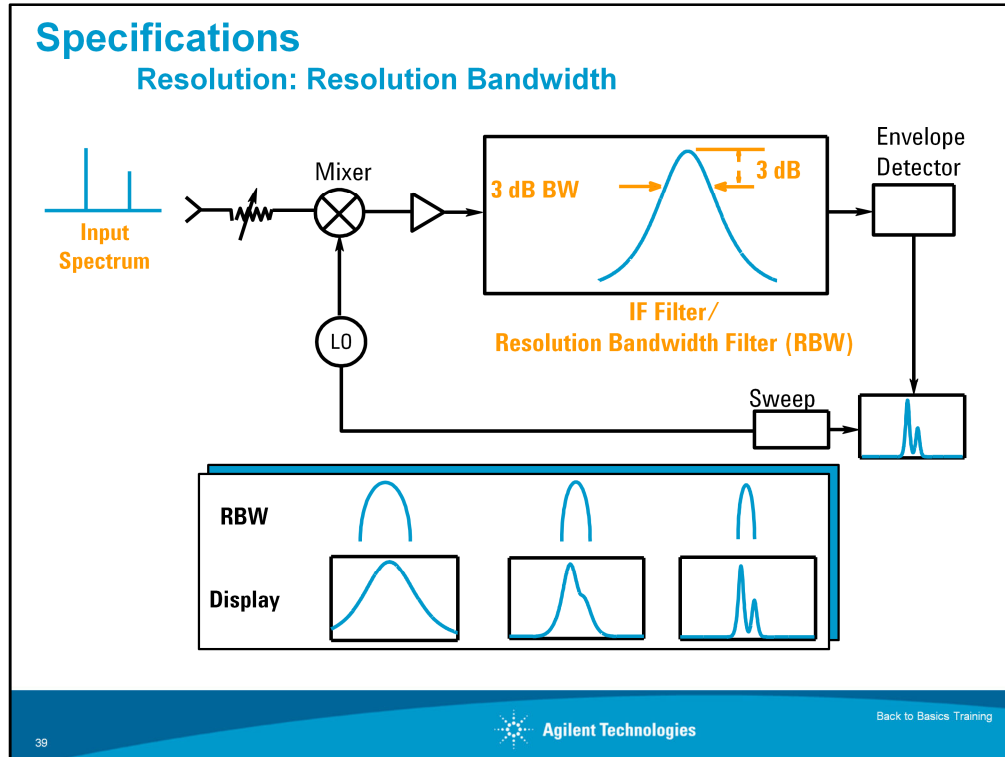 Specifications
Resolution: Resolution Bandwidth
Input
Spectrum
Mixer
LO
3 dB BW
3 dB
IF Filter/
Resolution Bandwidth Filter (RBW)
Envelope
Detector
Sweep
RBW
Display
39
Agilent Technologies
Back to Basics Training